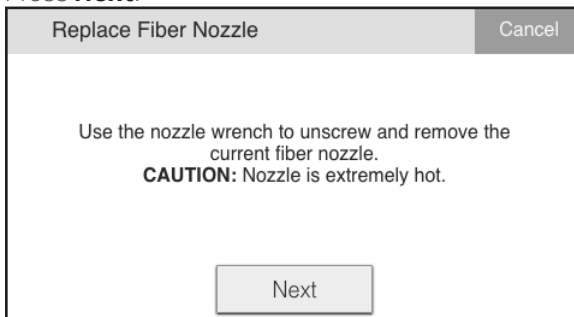 Replace Fiber Nozzle
Cancel
Use the nozzle wrench to unscrew and remove the
current fiber nozzle.
CAUTION: Nozzle is extremely hot.
Next